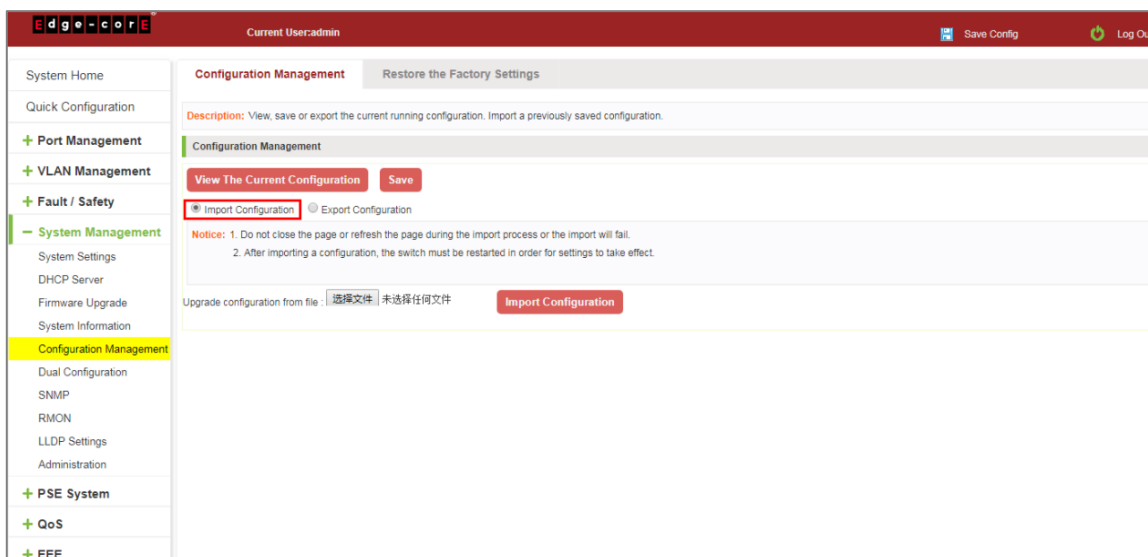 Edge-corE
Current User:admin
Save Config
Log Ou
System Home
Quick Configuration
+ Port Management
+ VLAN Management
+ Fault / Safety
− System Management
System Settings
DHCP Server
Firmware Upgrade
System Information
Configuration Management
Dual Configuration
SNMP
RMON
LLDP Settings
Administration
+ PSE System
+ QoS
+ EEE
Configuration Management
Restore the Factory Settings
Description: View, save or export the current running configuration. Import a previously saved configuration.
Configuration Management
View The Current Configuration
Save
Import Configuration
Export Configuration
Notice: 1. Do not close the page or refresh the page during the import process or the import will fail.
2. After importing a configuration, the switch must be restarted in order for settings to take effect.
Upgrade configuration from file : 选择文件 未选择任何文件
Import Configuration